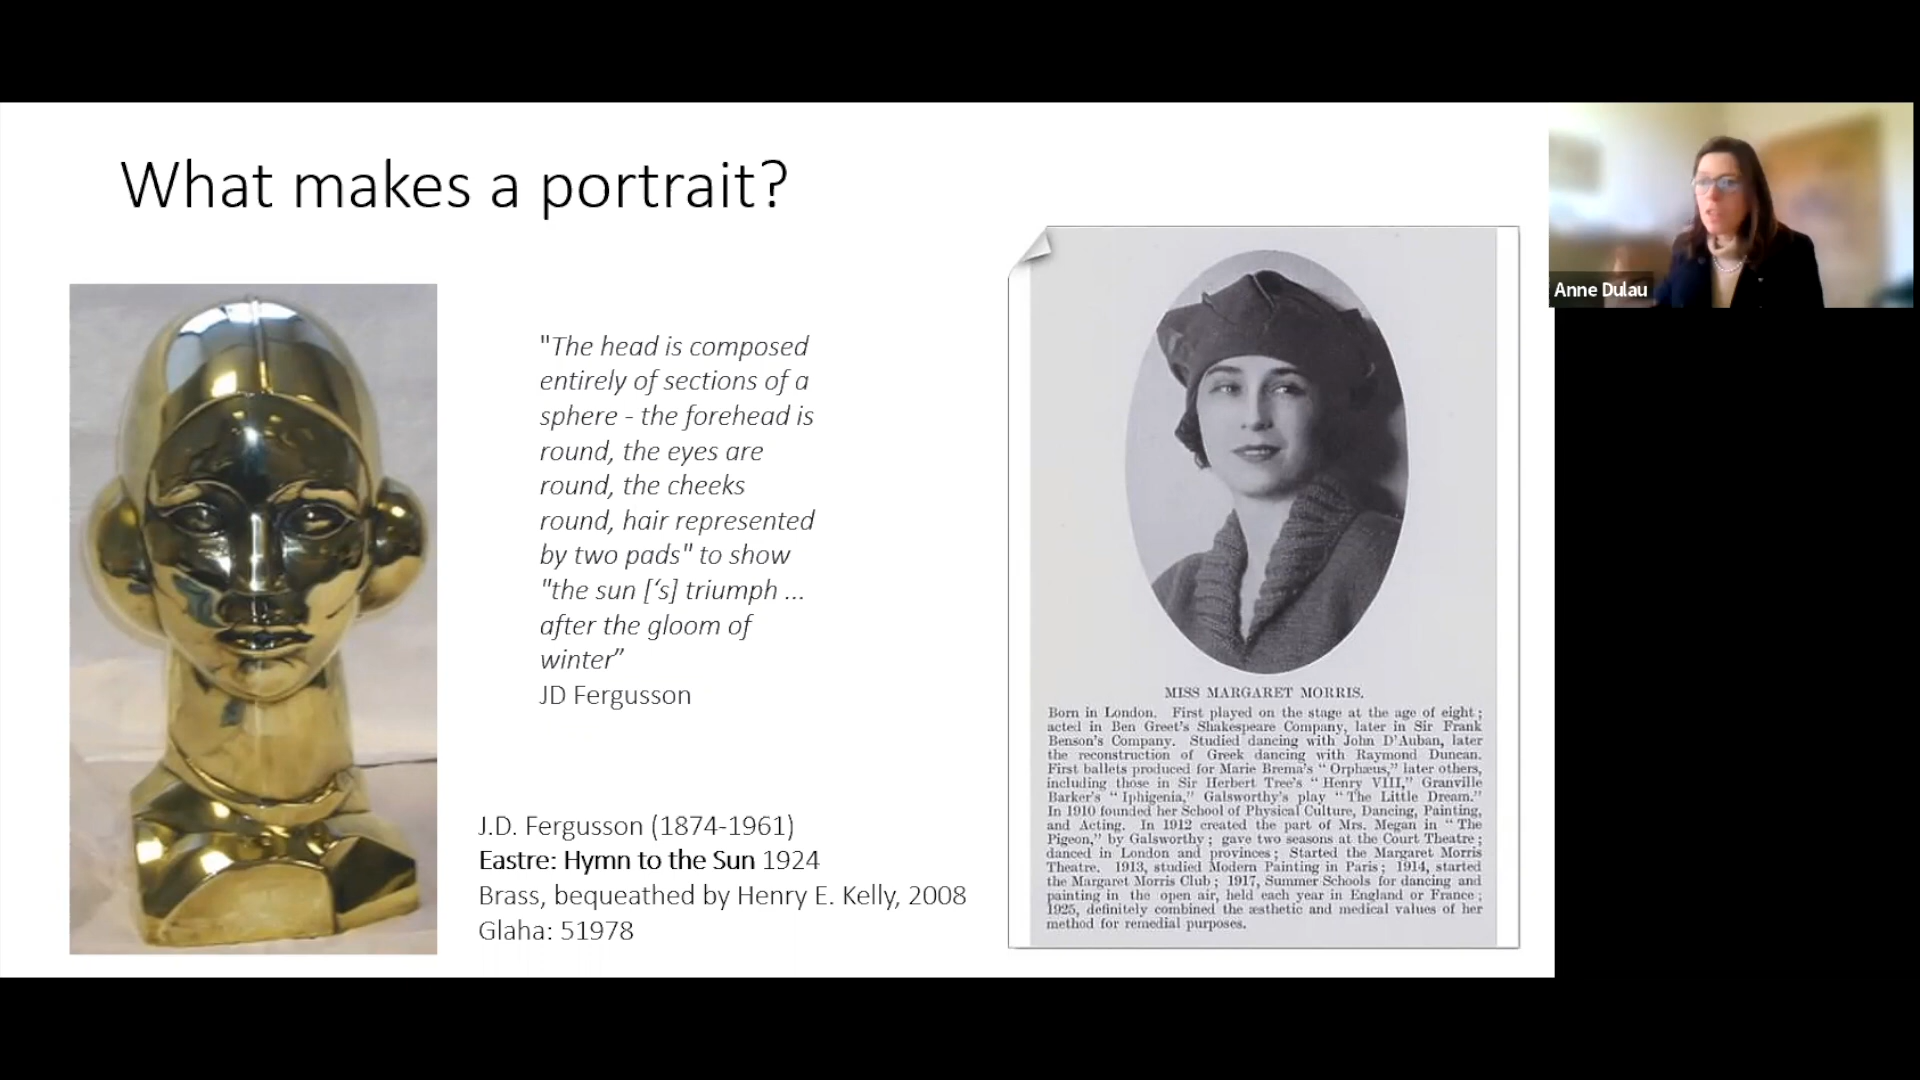 What makes a portrait?
"The head is composed
entirely of sections of a
sphere - the forehead is
round, the eyes are
round, the cheeks
round, hair represented
by two pads" to show
"the sun [‘s] triumph ...
after the gloom of
winter”
JD Fergusson
J.D. Fergusson (1874-1961)
Eastre: Hymn to the Sun 1924
Brass, bequeathed by Henry E. Kelly, 2008
Glaha: 51978
MISS MARGARET MORRIS.
Born in London. First played on the stage at the age of eight;
acted in Ben Greet's Shakespeare Company, later in Sir Frank
Benson's Company. Studied dancing with John D'Auban, later
the reconstruction of Greek dancing with Raymond Duncan.
First ballets produced for Marie Brema's “Orphæus,” later others,
including those in Sir Herbert Tree's “Henry VIII,” Granville
Barker's “Iphigenia,” Galsworthy's play “The Little Dream.”
In 1910 founded her School of Physical Culture, Dancing, Painting,
and Acting. In 1912 created the part of Mrs. Megan in “The
Pigeon,” by Galsworthy; gave two seasons at the Court Theatre;
danced in London and provinces; Started the Margaret Morris
Theatre. 1913, studied Modern Painting in Paris; 1914, started
the Margaret Morris Club; 1917, Summer Schools for dancing and
painting in the open air, held each year in England or France;
1925, definitely combined the æsthetic and medical values of her
method for remedial purposes.
Anne Dulau